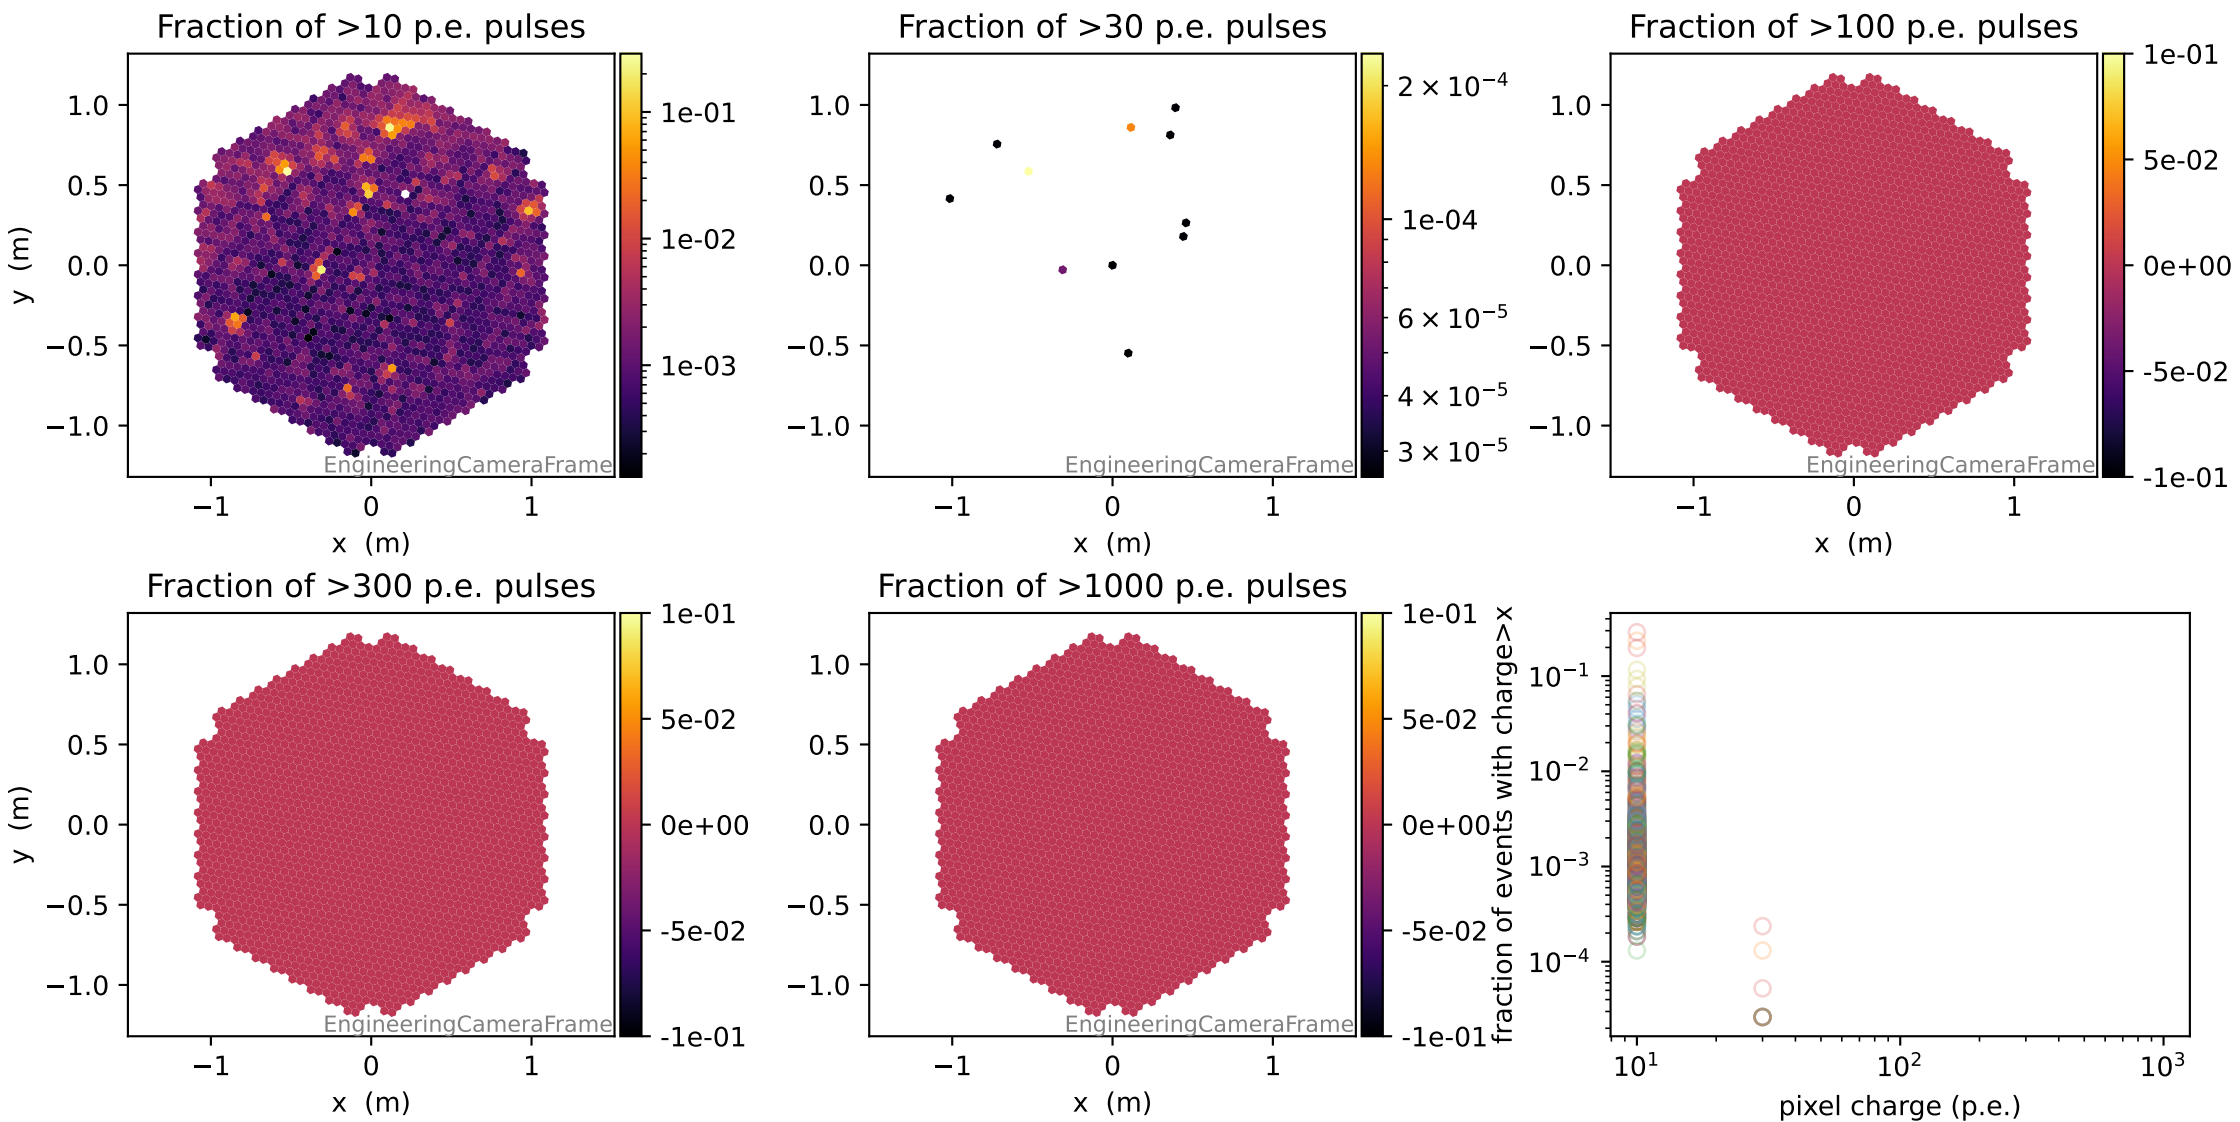 Fraction of >10 p.e. pulses
y (m)
1.0
0.5
0.0
−0.5
−1.0
−1
0
1
x (m)
EngineeringCameraFrame
1e-01
1e-02
1e-03
Fraction of >30 p.e. pulses
1.0
0.5
0.0
−0.5
−1.0
−1
0
1
x (m)
EngineeringCameraFrame
2 × 10⁻⁴
1e-04
6 × 10⁻⁵
4 × 10⁻⁵
3 × 10⁻⁵
Fraction of >100 p.e. pulses
1.0
0.5
0.0
−0.5
−1.0
−1
0
1
x (m)
EngineeringCameraFrame
1e-01
5e-02
0e+00
-5e-02
-1e-01
Fraction of >300 p.e. pulses
y (m)
1.0
0.5
0.0
−0.5
−1.0
−1
0
1
x (m)
EngineeringCameraFrame
1e-01
5e-02
0e+00
-5e-02
-1e-01
Fraction of >1000 p.e. pulses
1.0
0.5
0.0
−0.5
−1.0
−1
0
1
x (m)
EngineeringCameraFrame
1e-01
5e-02
0e+00
-5e-02
-1e-01
fraction of events with charge>x
10⁻¹
10⁻²
10⁻³
10⁻⁴
10¹
10²
10³
pixel charge (p.e.)